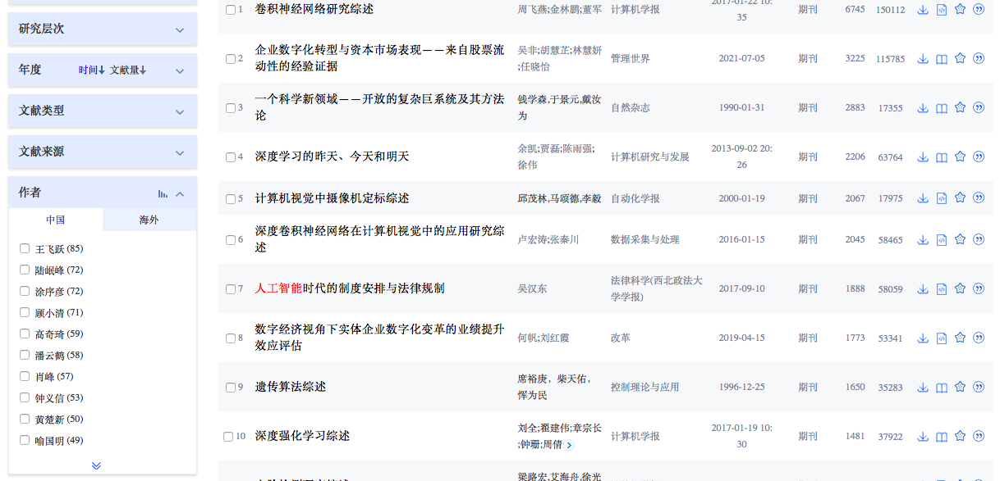 研究层次
年度 时间↓ 文献量↓
文献类型
文献来源
作者
中国 海外
王飞跃 (85)
陆岷峰 (72)
涂序彦 (72)
顾小清 (71)
高奇琦 (59)
潘云鹤 (58)
肖峰 (57)
钟义信 (53)
黄楚新 (50)
喻国明 (49)
1 卷积神经网络研究综述 周飞燕;金林鹏;董军 计算机学报 2017-01-22 10:
35 期刊 6745 150112
2 企业数字化转型与资本市场表现——来自股票流
动性的经验证据 吴非;胡慧芷;林慧妍
;任晓怡 管理世界 2021-07-05 期刊 3225 115785
3 一个科学新领域——开放的复杂巨系统及其方法
论 钱学森,于景元,戴汝
为 自然杂志 1990-01-31 期刊 2883 17355
4 深度学习的昨天、今天和明天 余凯;贾磊;陈雨强;
徐伟 计算机研究与发展 2013-09-02 20:
26 期刊 2206 63764
5 计算机视觉中摄像机定标综述 邱茂林,马颂德,李毅 自动化学报 2000-01-19 期刊 2067 17975
6 深度卷积神经网络在计算机视觉中的应用研究综
述 卢宏涛;张秦川 数据采集与处理 2016-01-15 期刊 2045 58465
7 人工智能时代的制度安排与法律规制 吴汉东 法律科学(西北政法大
学学报) 2017-09-10 期刊 1888 58059
8 数字经济视角下实体企业数字化变革的业绩提升
效应评估 何帆;刘红霞 改革 2019-04-15 期刊 1773 53341
9 遗传算法综述 席裕庚，柴天佑，
恽为民 控制理论与应用 1996-12-25 期刊 1650 35283
10 深度强化学习综述 刘全;翟建伟;章宗长
;钟珊;周倩 计算机学报 2017-01-19 10:
30 期刊 1481 37922
梁路宏,艾海舟,徐光